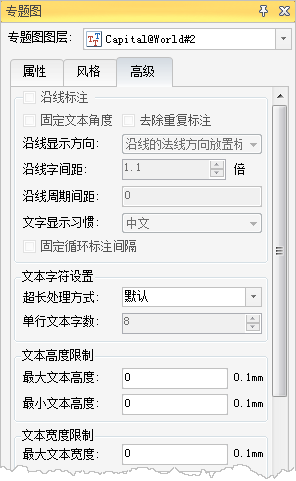 专题图
专题图图层: Capital@World#2
属性 风格 高级
沿线标注
固定文本角度 去除重复标注
沿线显示方向: 沿线的法线方向放置标
沿线字间距: 1.1 倍
沿线周期间距: 0
文字显示习惯: 中文
固定循环标注间隔
文本字符设置
超长处理方式: 默认
单行文本字数: 8
文本高度限制
最大文本高度: 0 0.1mm
最小文本高度: 0 0.1mm
文本宽度限制
最大文本宽度: 0 0.1mm